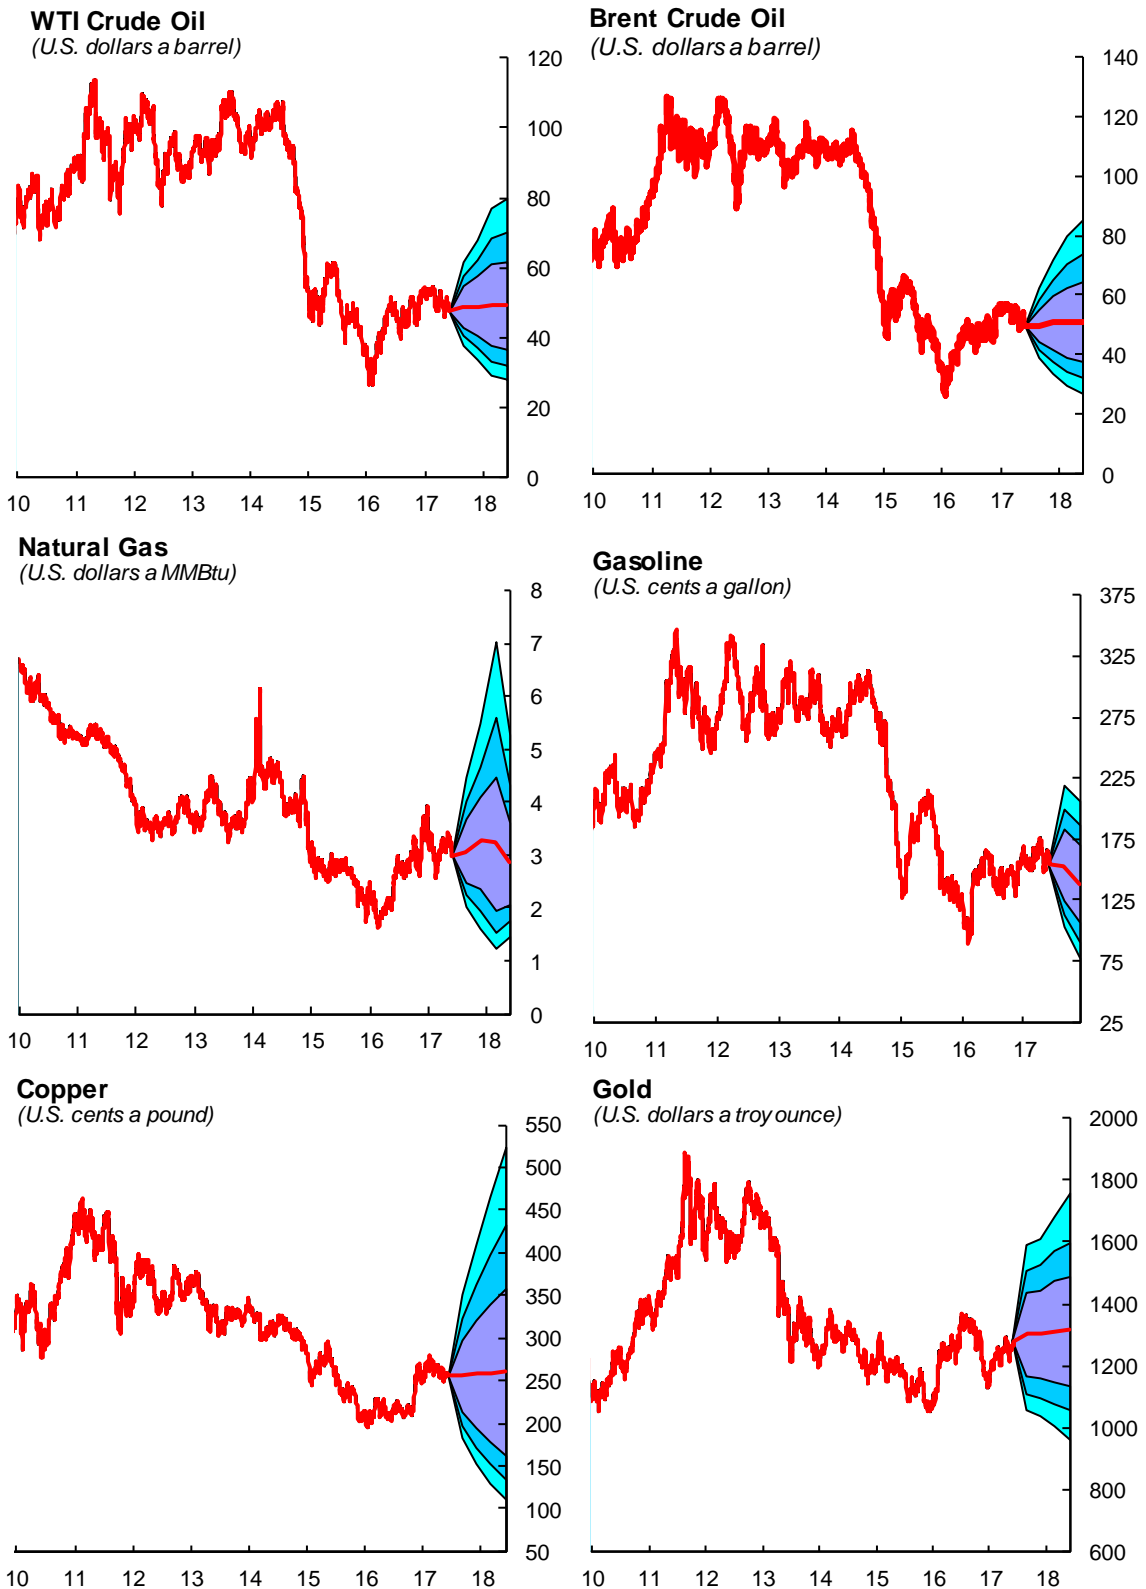 WTI Crude Oil
(U.S. dollars a barrel)
120
100
80
60
40
20
0
10 11 12 13 14 15 16 17 18
Brent Crude Oil
(U.S. dollars a barrel)
140
120
100
80
60
40
20
0
10 11 12 13 14 15 16 17 18
Natural Gas
(U.S. dollars a MMBtu)
8
7
6
5
4
3
2
1
0
10 11 12 13 14 15 16 17 18
Gasoline
(U.S. cents a gallon)
375
325
275
225
175
125
75
25
10 11 12 13 14 15 16 17
Copper
(U.S. cents a pound)
550
500
450
400
350
300
250
200
150
100
50
10 11 12 13 14 15 16 17 18
Gold
(U.S. dollars a troy ounce)
2000
1800
1600
1400
1200
1000
800
600
10 11 12 13 14 15 16 17 18